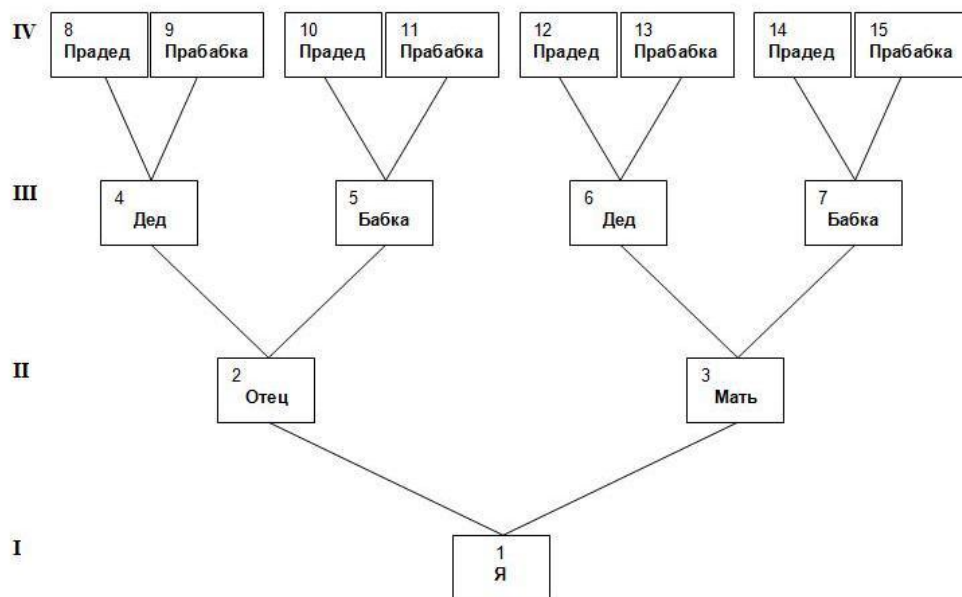 IV
8
Прадед
9
Прабабка
10
Прадед
11
Прабабка
12
Прадед
13
Прабабка
14
Прадед
15
Прабабка
III
4
Дед
5
Бабка
6
Дед
7
Бабка
II
2
Отец
3
Мать
I
1
Я